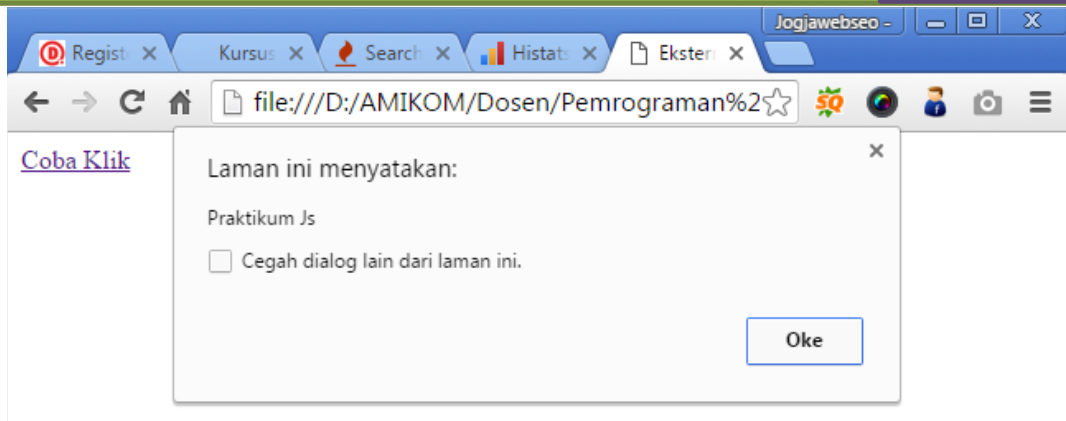 Jogjawebseo -
Regist Kursus Search Histats Ekstern
file:///D:/AMIKOM/Dosen/Pemrograman%2
Coba Klik
Laman ini menyatakan:
Praktikum Js
Cegah dialog lain dari laman ini.
Oke